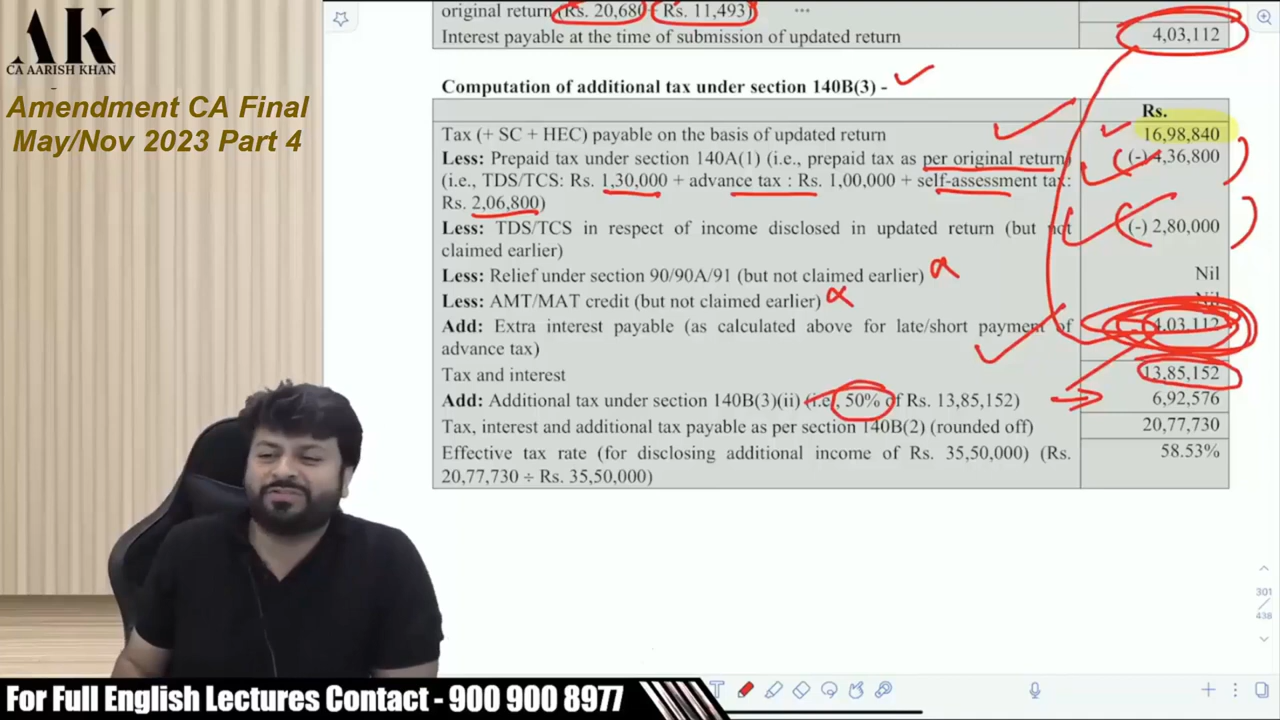 AK
CA AARISH KHAN
Amendment CA Final
May/Nov 2023 Part 4
original return (Rs. 20,680 - Rs. 11,493)
Interest payable at the time of submission of updated return 4,03,112
Computation of additional tax under section 140B(3) -
Rs.
Tax (+ SC + HEC) payable on the basis of updated return 16,98,840
Less: Prepaid tax under section 140A(1) (i.e., prepaid tax as per original return) (-) 4,36,800
(i.e., TDS/TCS: Rs. 1,30,000 + advance tax : Rs. 1,00,000 + self-assessment tax:
Rs. 2,06,800)
Less: TDS/TCS in respect of income disclosed in updated return (but not (-) 2,80,000
claimed earlier)
Less: Relief under section 90/90A/91 (but not claimed earlier) Nil
Less: AMT/MAT credit (but not claimed earlier) Nil
Add: Extra interest payable (as calculated above for late/short payment of 4,03,112
advance tax)
Tax and interest 13,85,152
Add: Additional tax under section 140B(3)(ii) (i.e., 50% of Rs. 13,85,152) 6,92,576
Tax, interest and additional tax payable as per section 140B(2) (rounded off) 20,77,730
Effective tax rate (for disclosing additional income of Rs. 35,50,000) (Rs. 58.53%
20,77,730 ÷ Rs. 35,50,000)
301
438
For Full English Lectures Contact - 900 900 8977